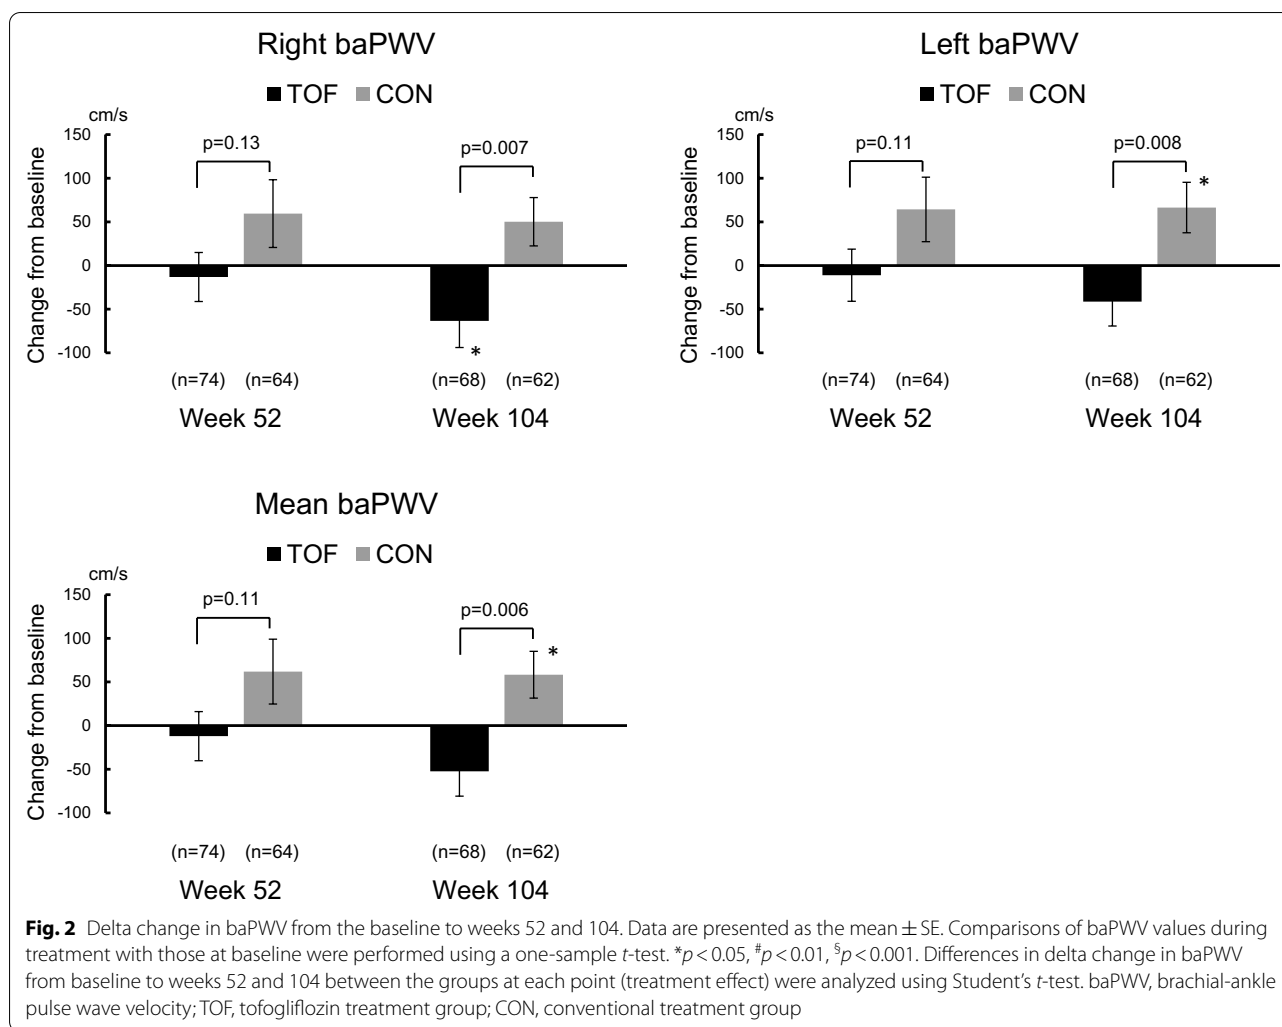 Right baPWV
TOF CON
cm/s
150
100
50
0
-50
-100
Change from baseline
p=0.13
p=0.007
*
(n=74) (n=64) (n=68) (n=62)
Week 52 Week 104
Left baPWV
TOF CON
cm/s
150
100
50
0
-50
-100
Change from baseline
p=0.11
p=0.008
*
(n=74) (n=64) (n=68) (n=62)
Week 52 Week 104
Mean baPWV
TOF CON
cm/s
150
100
50
0
-50
-100
Change from baseline
p=0.11
p=0.006
*
(n=74) (n=64) (n=68) (n=62)
Week 52 Week 104
Fig. 2 Delta change in baPWV from the baseline to weeks 52 and 104. Data are presented as the mean ± SE. Comparisons of baPWV values during
treatment with those at baseline were performed using a one-sample t-test. *p < 0.05, #p < 0.01, §p < 0.001. Differences in delta change in baPWV
from baseline to weeks 52 and 104 between the groups at each point (treatment effect) were analyzed using Student's t-test. baPWV, brachial-ankle
pulse wave velocity; TOF, tofogliflozin treatment group; CON, conventional treatment group